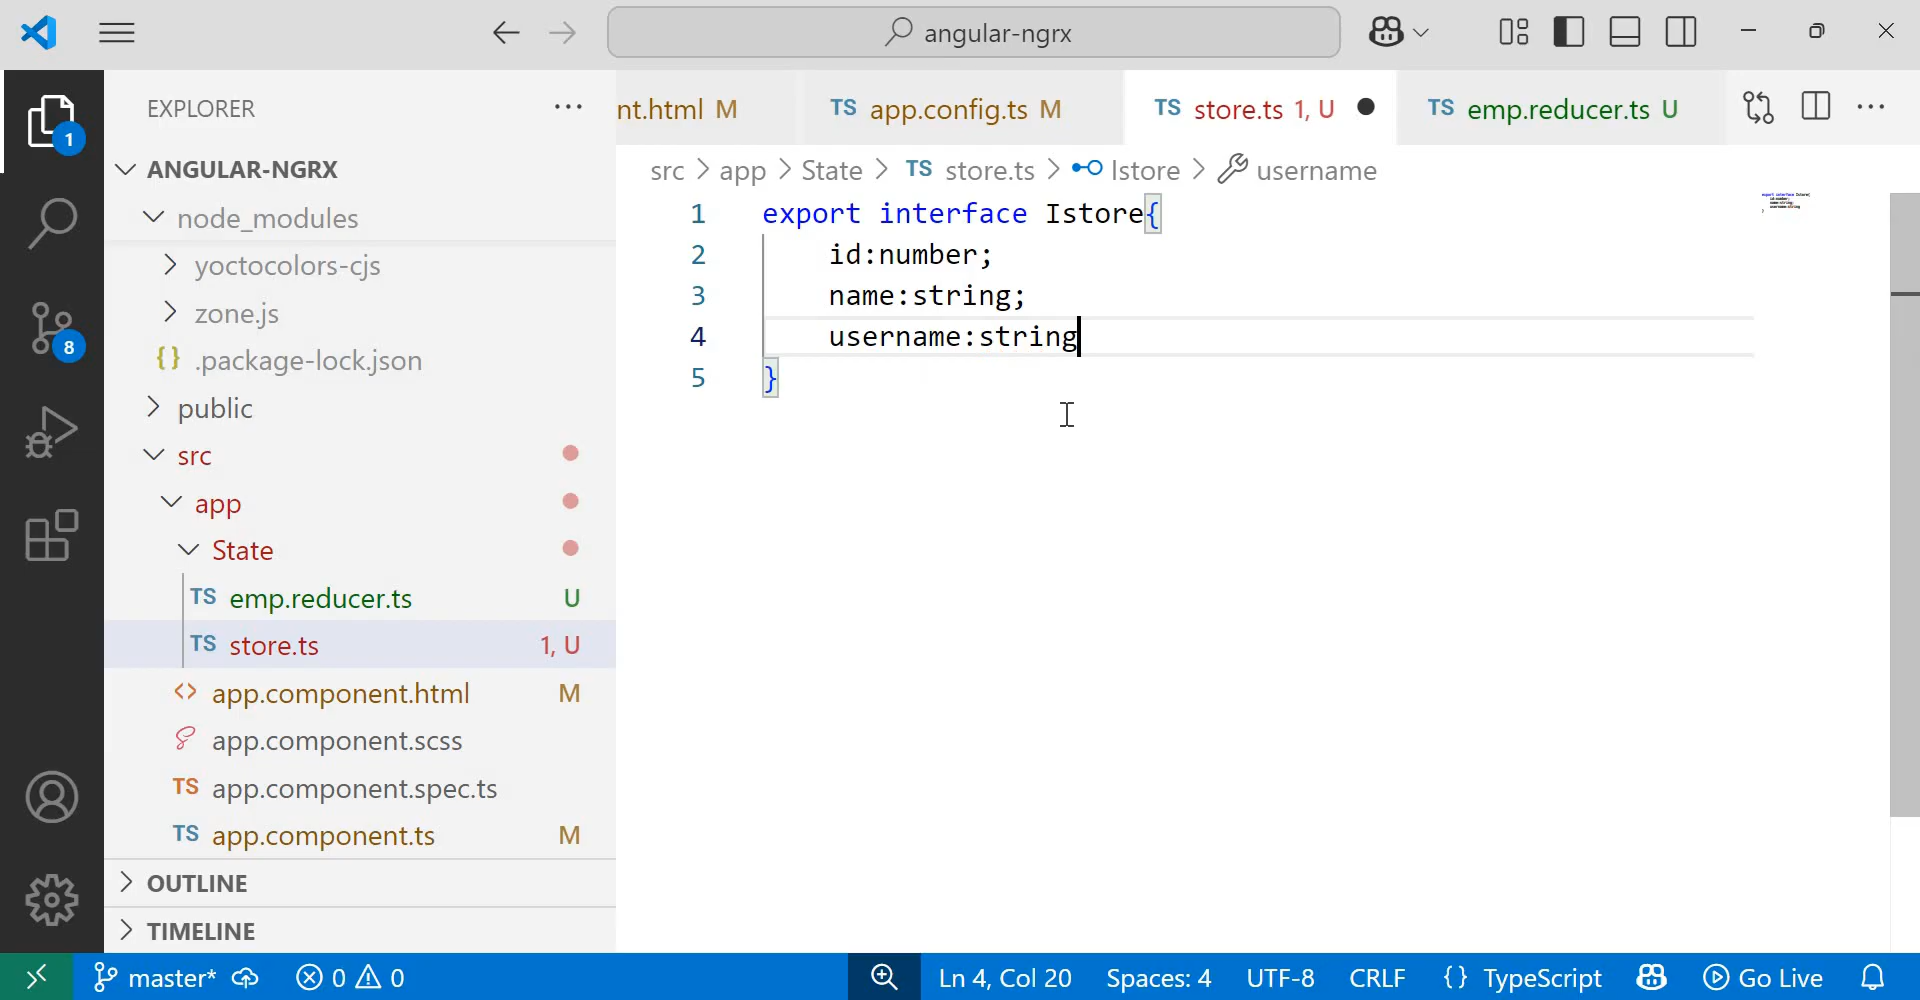 angular-ngrx
EXPLORER
nt.html M
TS app.config.ts M
TS store.ts 1, U
TS emp.reducer.ts U
1
ANGULAR-NGRX
src > app > State > TS store.ts > Istore > username
node_modules
yoctocolors-cjs
zone.js
{} .package-lock.json
public
src
app
State
TS emp.reducer.ts U
TS store.ts 1, U
<> app.component.html M
app.component.scss
TS app.component.spec.ts
TS app.component.ts M
OUTLINE
TIMELINE
8
1 export interface Istore{
2 id:number;
3 name:string;
4 username:string
5 }
master* 0 0 Ln 4, Col 20 Spaces: 4 UTF-8 CRLF {} TypeScript Go Live